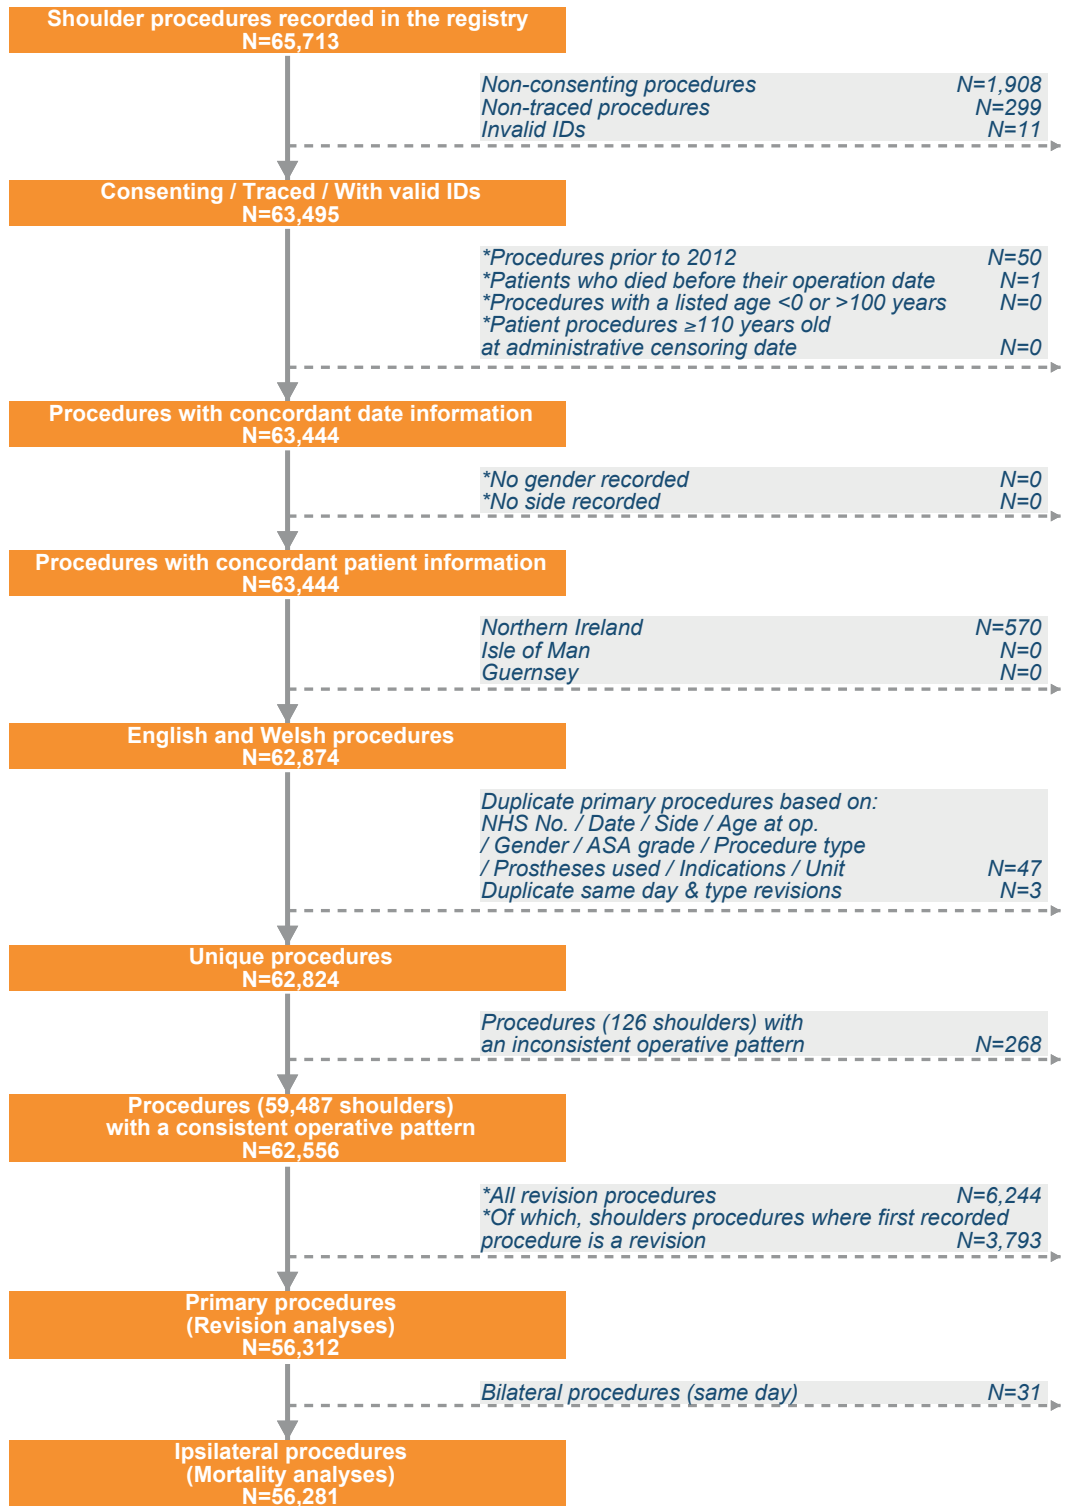 Shoulder procedures recorded in the registry
N=65,713
Non-consenting procedures N=1,908
Non-traced procedures N=299
Invalid IDs N=11
Consenting / Traced / With valid IDs
N=63,495
*Procedures prior to 2012 N=50
*Patients who died before their operation date N=1
*Procedures with a listed age <0 or >100 years N=0
*Patient procedures ≥110 years old
at administrative censoring date N=0
Procedures with concordant date information
N=63,444
*No gender recorded N=0
*No side recorded N=0
Procedures with concordant patient information
N=63,444
Northern Ireland N=570
Isle of Man N=0
Guernsey N=0
English and Welsh procedures
N=62,874
Duplicate primary procedures based on:
NHS No. / Date / Side / Age at op.
/ Gender / ASA grade / Procedure type
/ Prostheses used / Indications / Unit N=47
Duplicate same day & type revisions N=3
Unique procedures
N=62,824
Procedures (126 shoulders) with
an inconsistent operative pattern N=268
Procedures (59,487 shoulders)
with a consistent operative pattern
N=62,556
*All revision procedures N=6,244
*Of which, shoulders procedures where first recorded
procedure is a revision N=3,793
Primary procedures
(Revision analyses)
N=56,312
Bilateral procedures (same day) N=31
Ipsilateral procedures
(Mortality analyses)
N=56,281